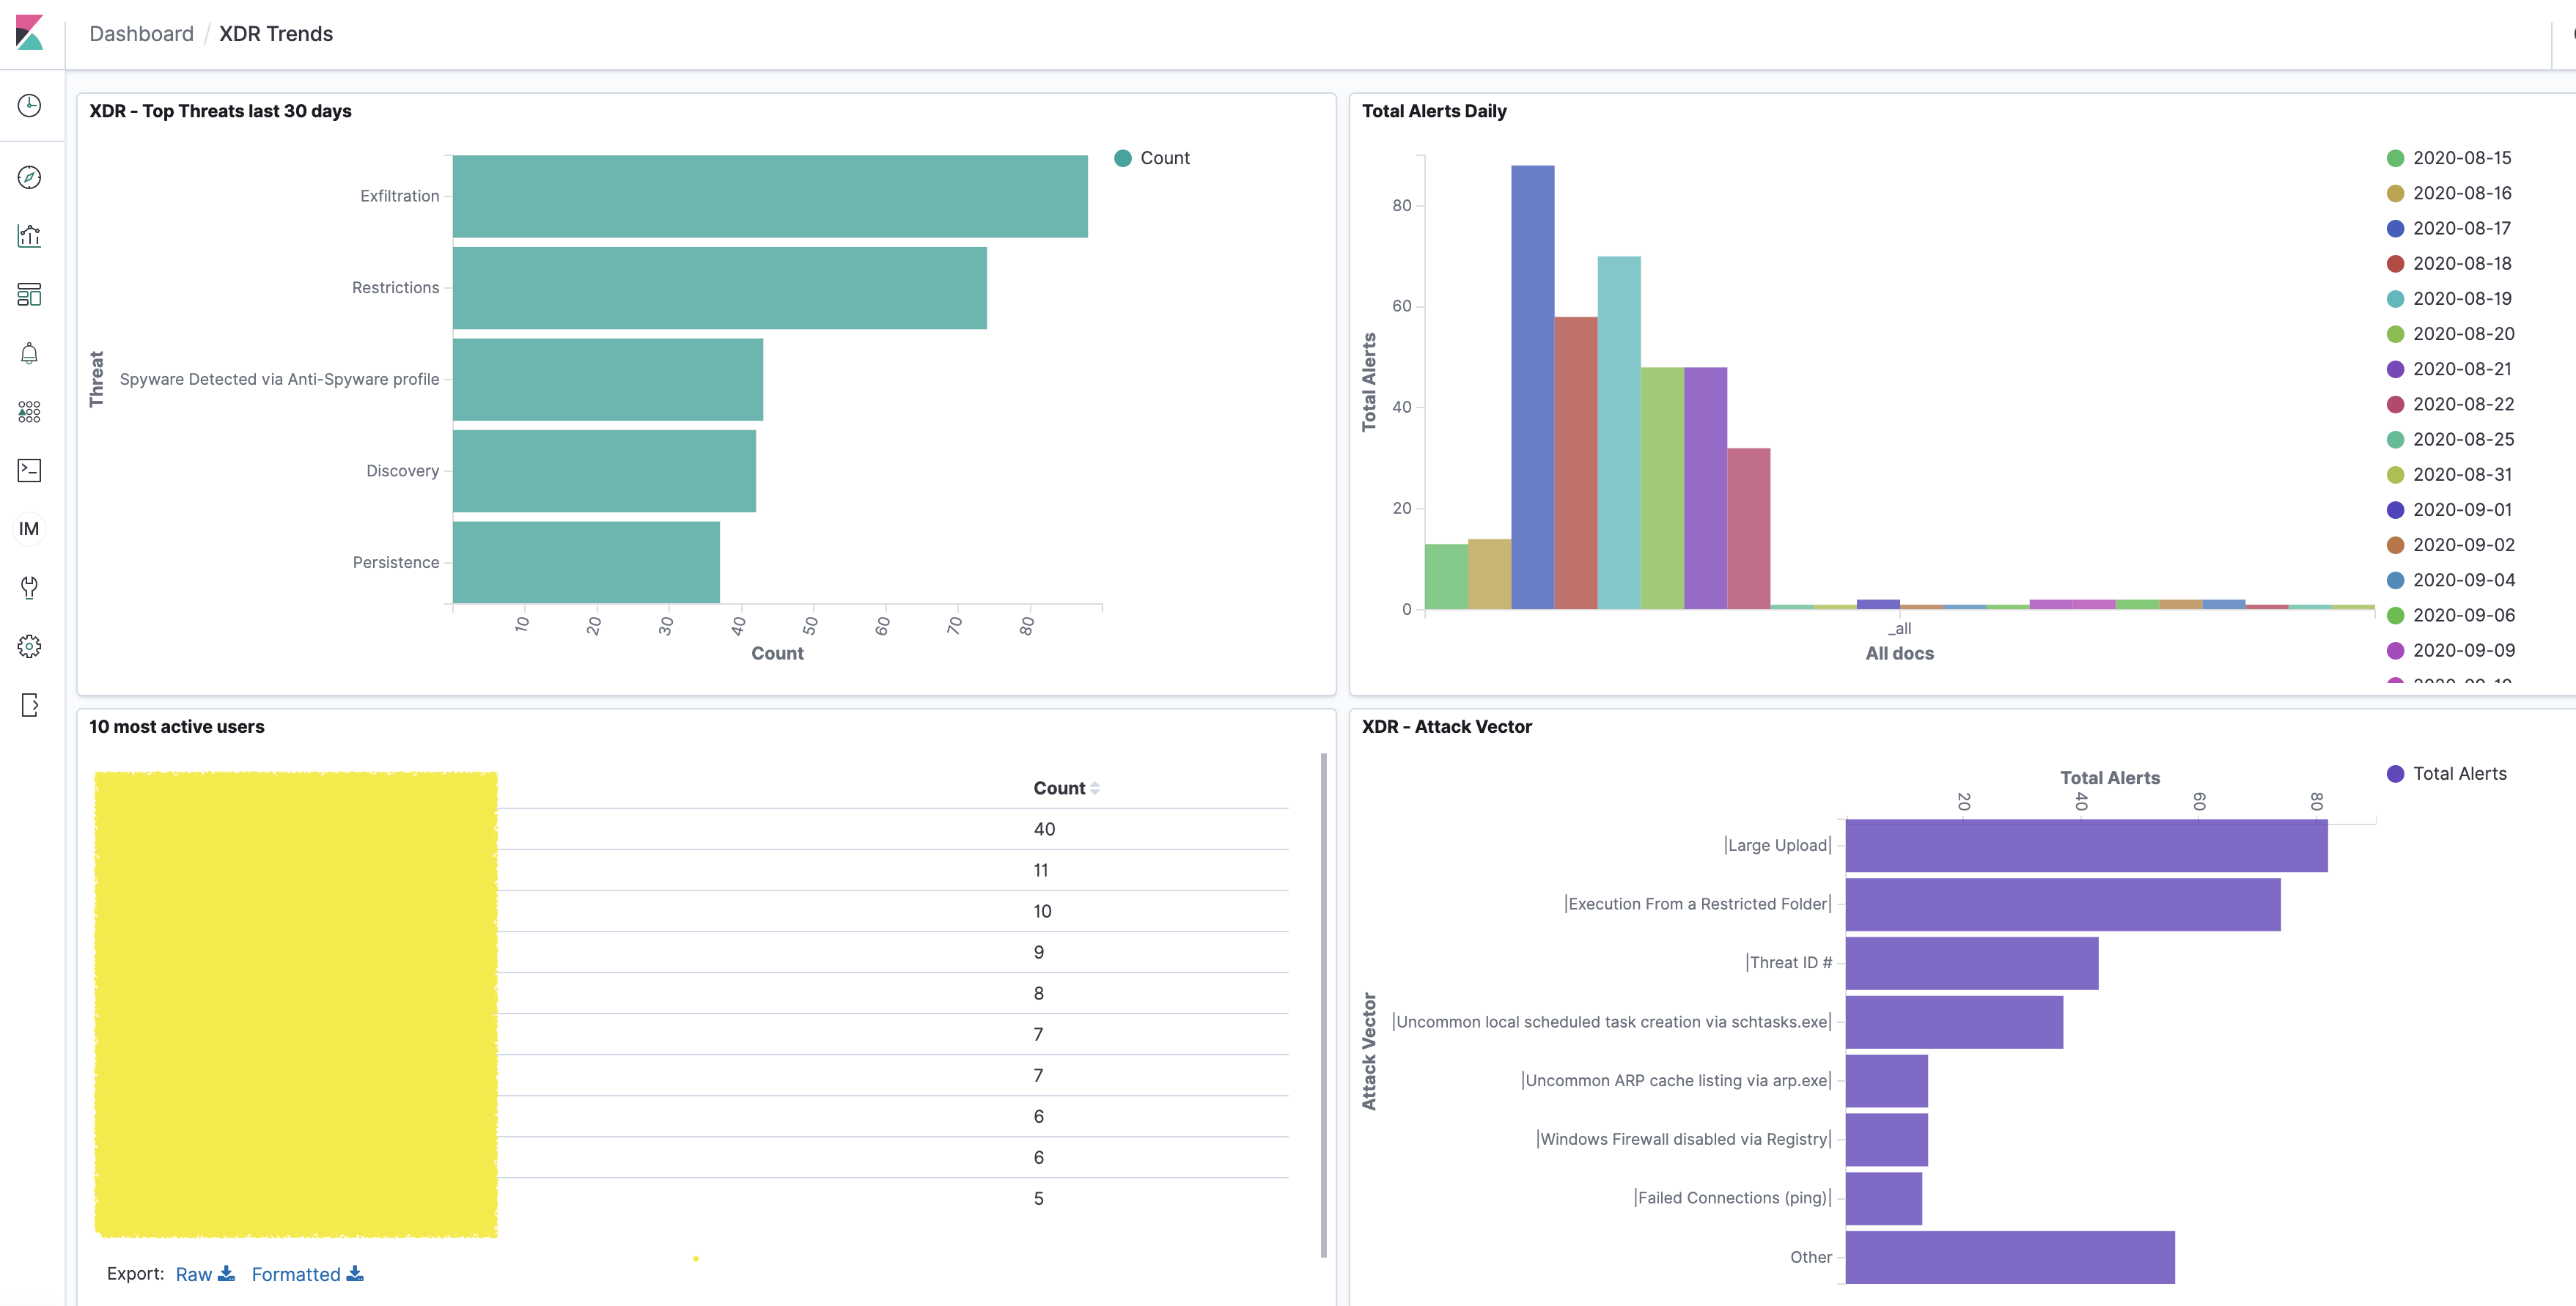 Dashboard / XDR Trends
IM
XDR - Top Threats last 30 days
Count
Threat
Exfiltration
Restrictions
Spyware Detected via Anti-Spyware profile
Discovery
Persistence
10 20 30 40 50 60 70 80
Count
Total Alerts Daily
Total Alerts
80
60
40
20
0
_all
All docs
2020-08-15
2020-08-16
2020-08-17
2020-08-18
2020-08-19
2020-08-20
2020-08-21
2020-08-22
2020-08-25
2020-08-31
2020-09-01
2020-09-02
2020-09-04
2020-09-06
2020-09-09
10 most active users
Count
40
11
10
9
8
7
7
6
6
5
Export: Raw Formatted
XDR - Attack Vector
Total Alerts
Total Alerts
20 40 60 80
Attack Vector
|Large Upload|
|Execution From a Restricted Folder|
|Threat ID #
|Uncommon local scheduled task creation via schtasks.exe|
|Uncommon ARP cache listing via arp.exe|
|Windows Firewall disabled via Registry|
|Failed Connections (ping)|
Other